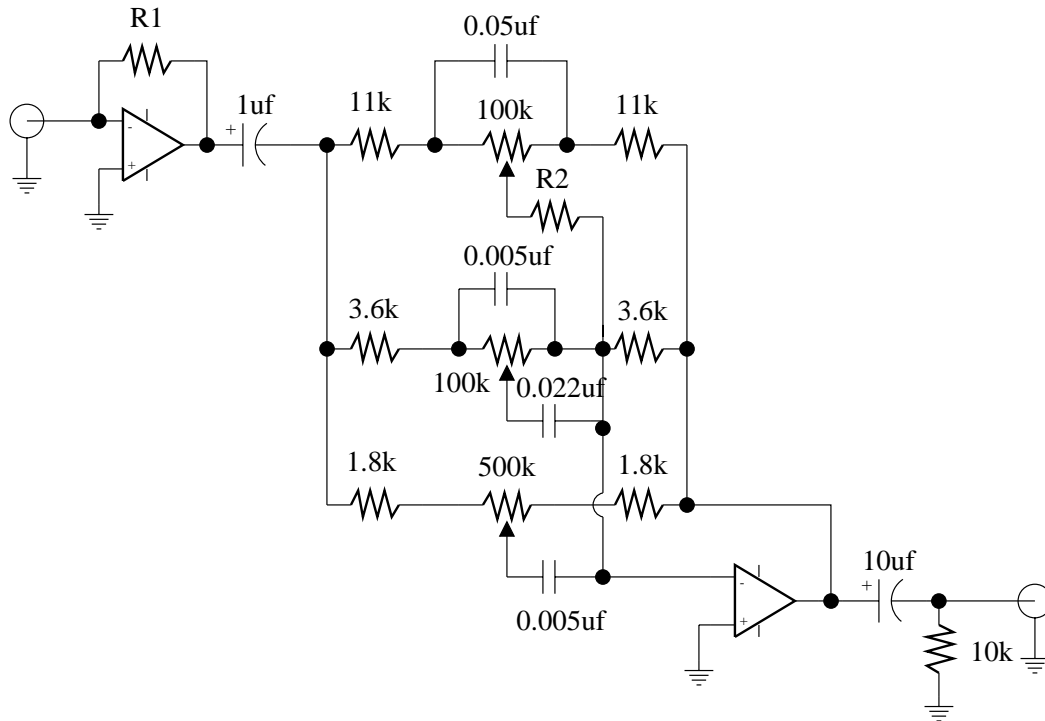 R1
0.05uf
1uf
11k
100k
11k
+
-
+
R2
0.005uf
3.6k
3.6k
100k
0.022uf
1.8k
500k
1.8k
10uf
-
+
+
0.005uf
10k